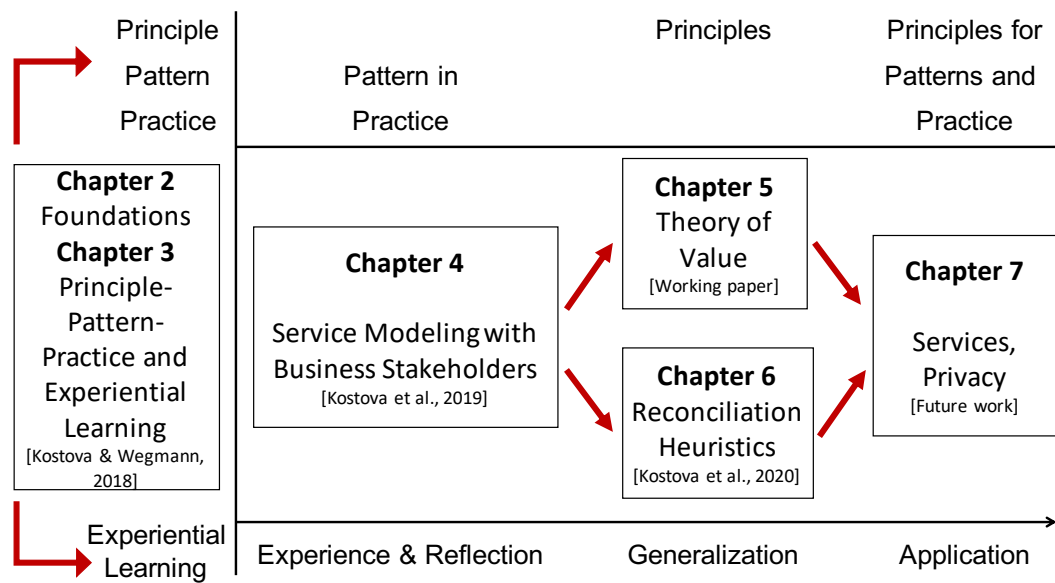 Principle
Pattern
Practice
Pattern in
Practice
Principles
Principles for
Patterns and
Practice
Chapter 2
Foundations
Chapter 3
Principle-
Pattern-
Practice and
Experiential
Learning
[Kostova & Wegmann,
2018]
Chapter 4
Service Modeling with
Business Stakeholders
[Kostova et al., 2019]
Chapter 5
Theory of
Value
[Working paper]
Chapter 6
Reconciliation
Heuristics
[Kostova et al., 2020]
Chapter 7
Services,
Privacy
[Future work]
Experiential
Learning
Experience & Reflection
Generalization
Application